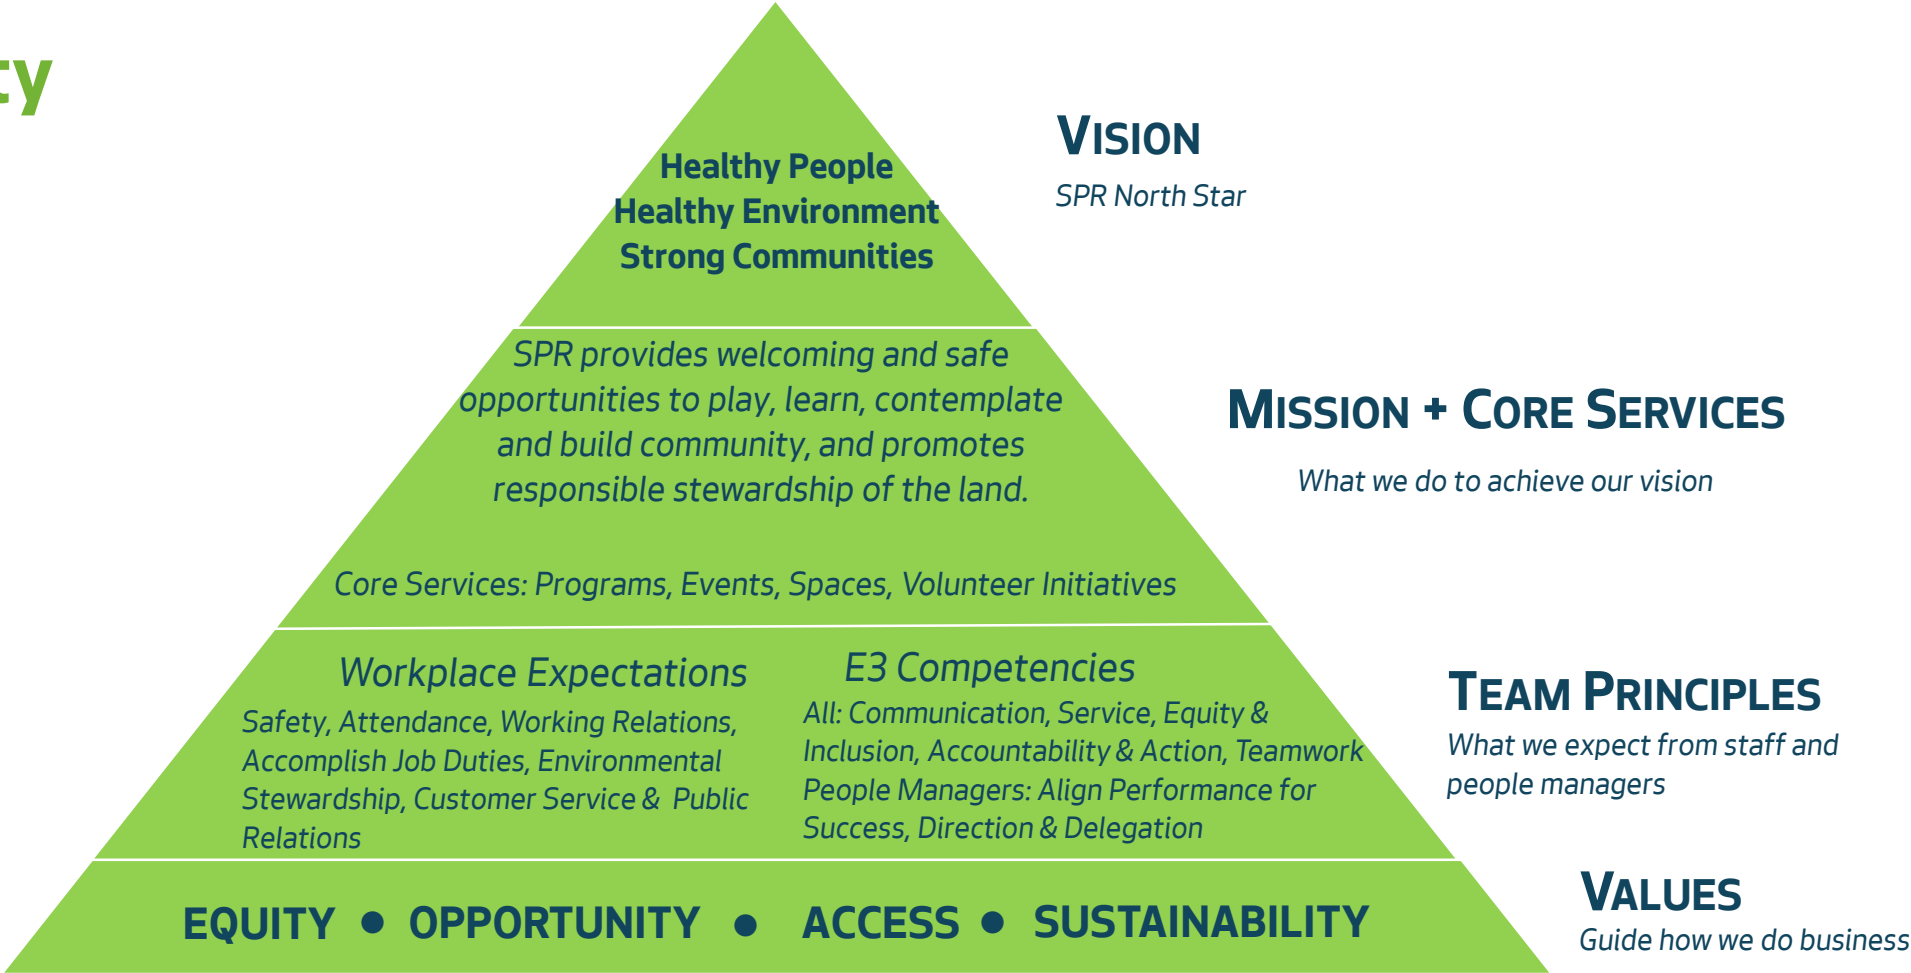 ty
Healthy People
Healthy Environment
Strong Communities
VISION
SPR North Star
SPR provides welcoming and safe
opportunities to play, learn, contemplate
and build community, and promotes
responsible stewardship of the land.
Core Services: Programs, Events, Spaces, Volunteer Initiatives
MISSION + CORE SERVICES
What we do to achieve our vision
Workplace Expectations
Safety, Attendance, Working Relations,
Accomplish Job Duties, Environmental
Stewardship, Customer Service & Public
Relations
E3 Competencies
All: Communication, Service, Equity &
Inclusion, Accountability & Action, Teamwork
People Managers: Align Performance for
Success, Direction & Delegation
TEAM PRINCIPLES
What we expect from staff and
people managers
EQUITY ● OPPORTUNITY ● ACCESS ● SUSTAINABILITY
VALUES
Guide how we do business